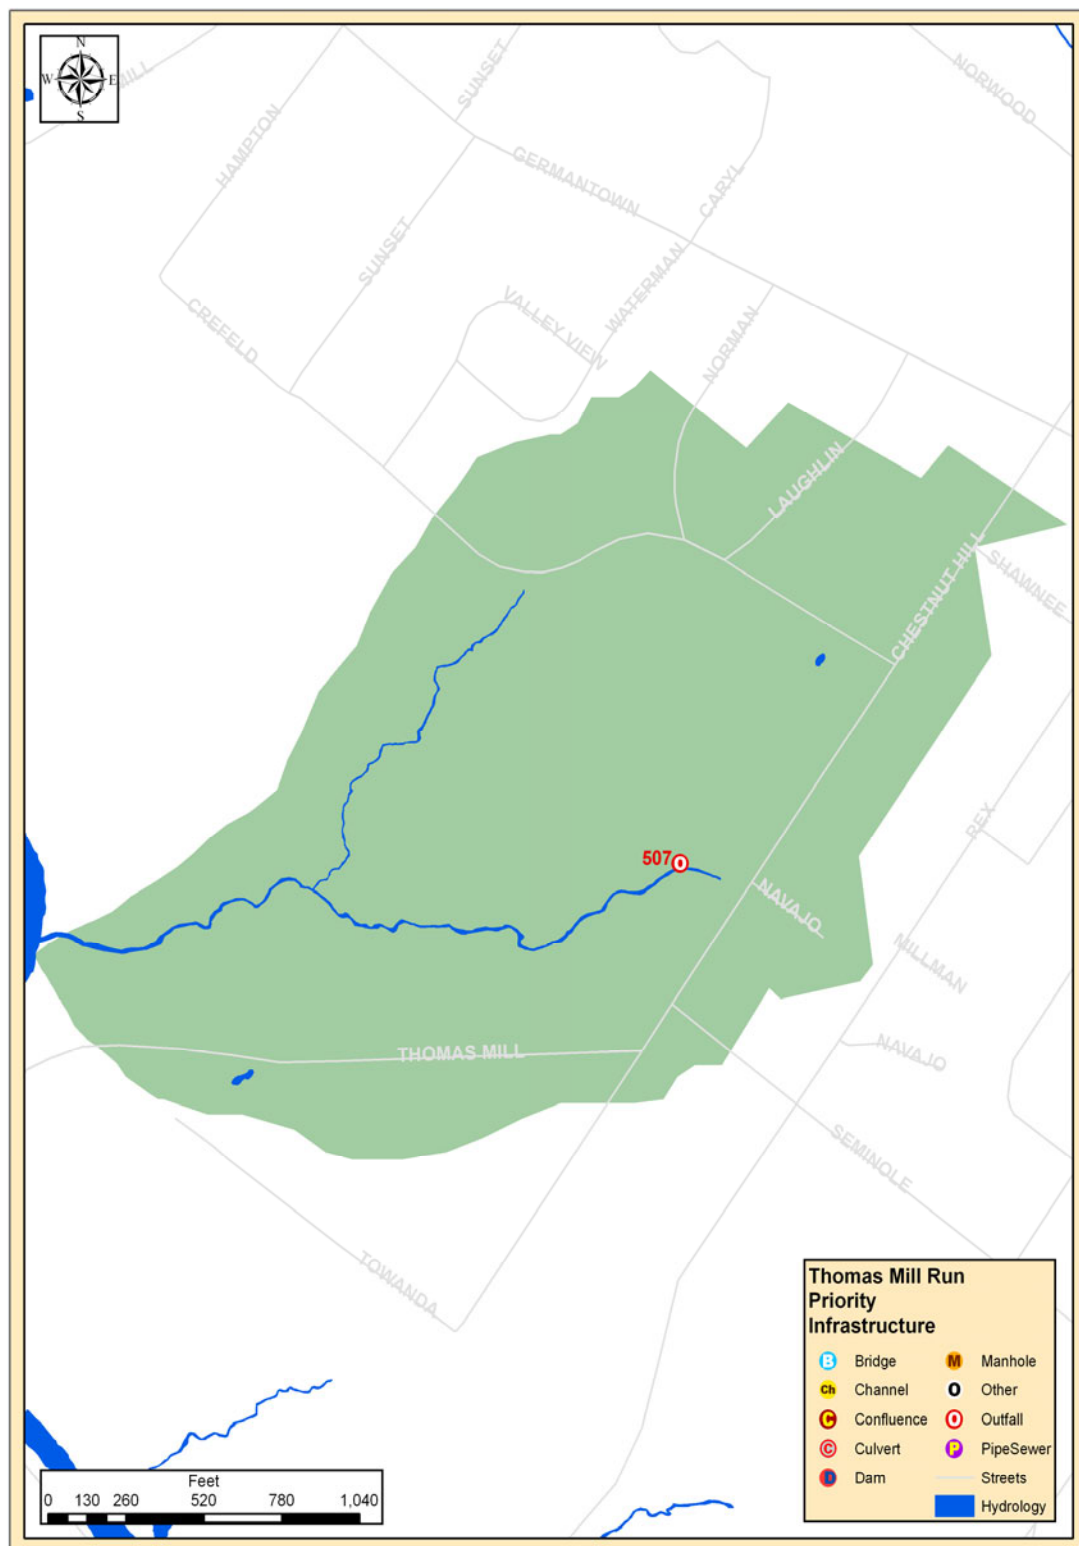 N
W E
S
MILL
SUNSET
NORWOOD
HAMPTON
GERMANTOWN
CARYL
SUNSET
WATERMAN
VALLEY VIEW
CREFELD
NORMAN
LAUGHLIN
CHESTNUT HILL
SHAWNEE
REX
507
NAVAJO
MILLMAN
NAVAJO
THOMAS MILL
SEMINOLE
TOWANDA
Thomas Mill Run
Priority
Infrastructure
B Bridge M Manhole
Ch Channel O Other
C Confluence O Outfall
C Culvert P PipeSewer
D Dam Streets
Hydrology
Feet
0 130 260 520 780 1,040